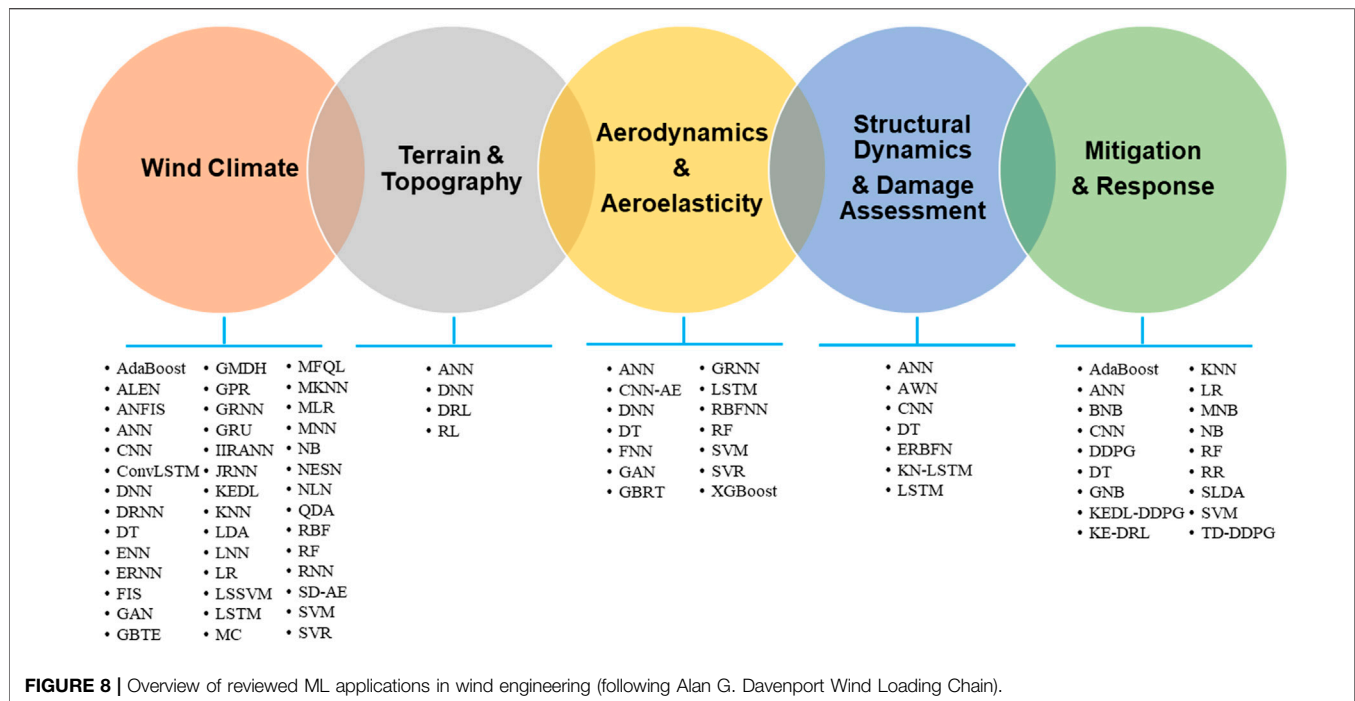 Wind Climate
Terrain &
Topography
Aerodynamics
&
Aeroelasticity
Structural
Dynamics
& Damage
Assessment
Mitigation
& Response
• AdaBoost
• ALEN
• ANFIS
• ANN
• CNN
• ConvLSTM
• DNN
• DRNN
• DT
• ENN
• ERNN
• FIS
• GAN
• GBTE
• GMDH
• GPR
• GRNN
• GRU
• IIRANN
• JRNN
• KEDL
• KNN
• LDA
• LNN
• LR
• LSSVM
• LSTM
• MC
• MFQL
• MKNN
• MLR
• MNN
• NB
• NESN
• NLN
• QDA
• RBF
• RF
• RNN
• SD-AE
• SVM
• SVR
• ANN
• DNN
• DRL
• RL
• ANN
• CNN-AE
• DNN
• DT
• FNN
• GAN
• GBRT
• GRNN
• LSTM
• RBFNN
• RF
• SVM
• SVR
• XGBoost
• ANN
• AWN
• CNN
• DT
• ERBFN
• KN-LSTM
• LSTM
• AdaBoost
• ANN
• BNB
• CNN
• DDPG
• DT
• GNB
• KEDL-DDPG
• KE-DRL
• KNN
• LR
• MNB
• NB
• RF
• RR
• SLDA
• SVM
• TD-DDPG
FIGURE 8 | Overview of reviewed ML applications in wind engineering (following Alan G. Davenport Wind Loading Chain).